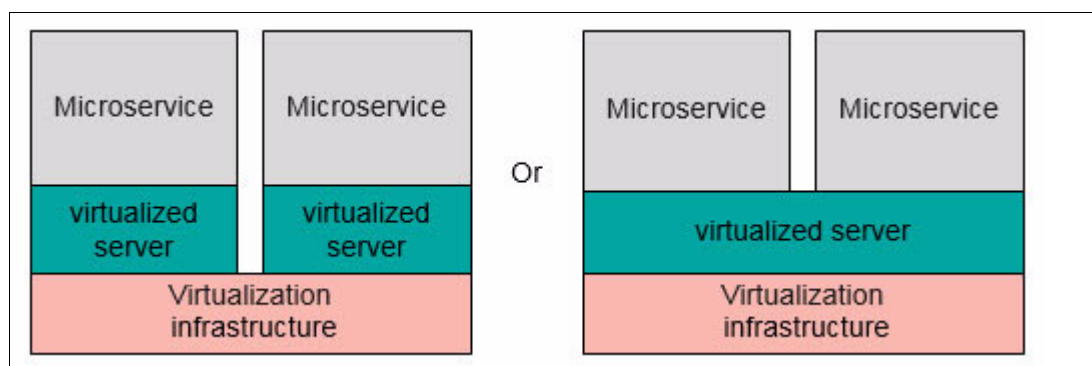 Microservice
Microservice
virtualized
server
virtualized
server
Virtualization
infrastructure
Or
Microservice
Microservice
virtualized server
Virtualization
infrastructure